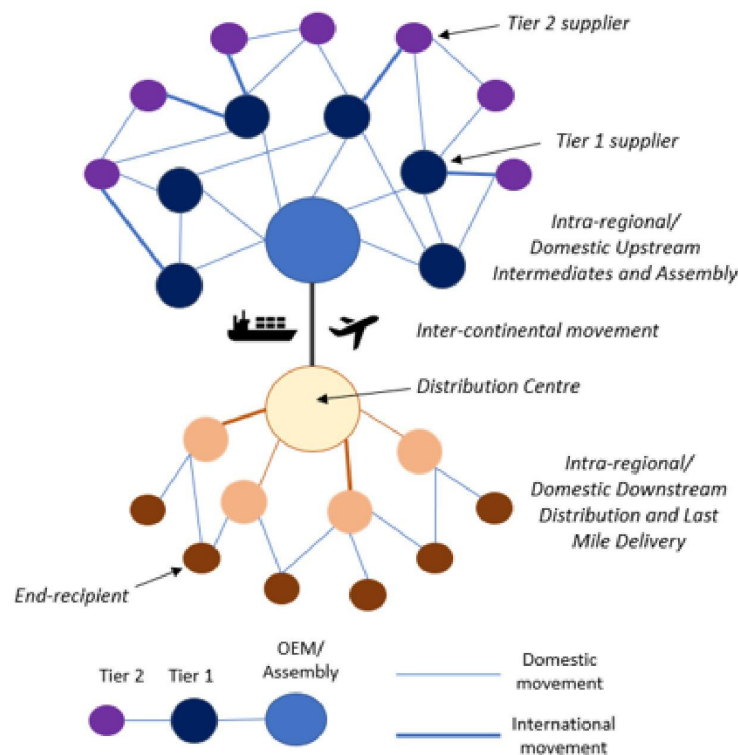 Tier 2 supplier
Tier 1 supplier
Intra-regional/
Domestic Upstream
Intermediates and Assembly
Inter-continental movement
Distribution Centre
Intra-regional/
Domestic Downstream
Distribution and Last
Mile Delivery
End-recipient
Tier 2
Tier 1
OEM/
Assembly
Domestic
movement
International
movement